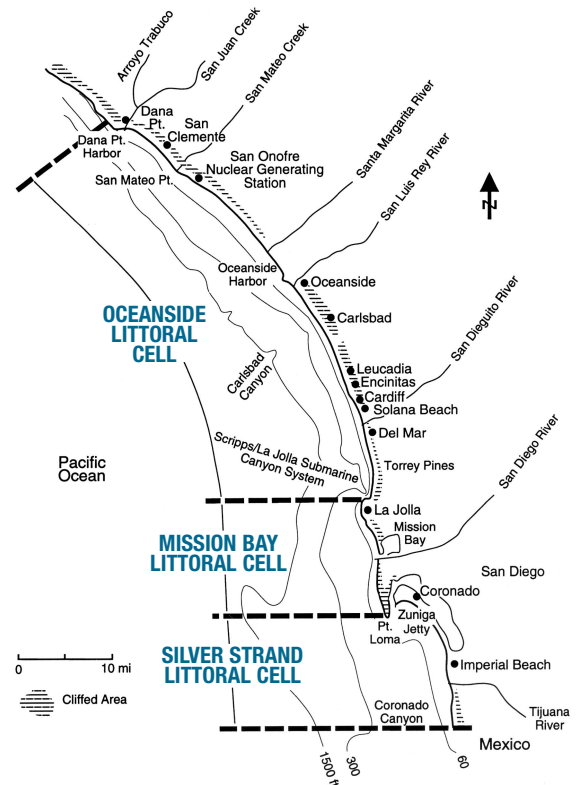 Arroyo Trabuco
San Juan Creek
San Mateo Creek
Dana
Pt.
San
Clemente
Dana Pt.
Harbor
San Mateo Pt.
San Onofre
Nuclear Generating
Station
Santa Margarita River
San Luis Rey River
N
Oceanside
Harbor
Oceanside
Carlsbad
OCEANSIDE
LITTORAL
CELL
Carlsbad
Canyon
San Dieguito River
Leucadia
Encinitas
Cardiff
Solana Beach
Del Mar
Scripps/La Jolla Submarine
Canyon System
Torrey Pines
San Diego River
Pacific
Ocean
La Jolla
Mission
Bay
MISSION BAY
LITTORAL CELL
San Diego
Coronado
Zuniga
Jetty
Pt.
Loma
SILVER STRAND
LITTORAL CELL
Imperial Beach
0 10 mi
Cliffed Area
Coronado
Canyon
Tijuana
River
Mexico
1500 ft
300
60